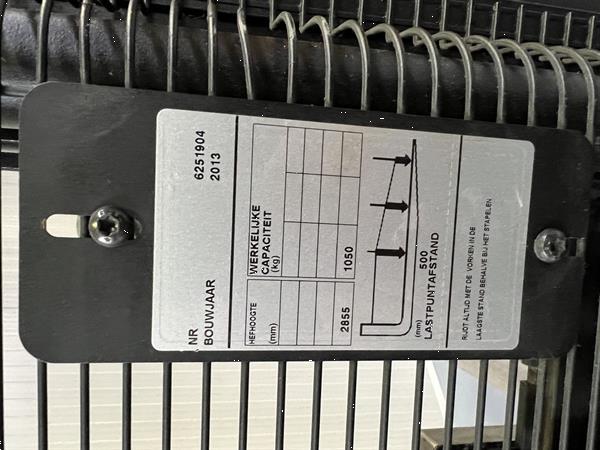 NR 6251904
BOUWJAAR 2013
HEFHOOGTE
(mm)
WERKELIJKE
CAPACITEIT
(kg)
2855 1050
(mm) 500
LASTPUNTAFSTAND
RIJDT ALTIJD MET DE VORKEN IN DE
LAAGSTE STAND BEHALVE BIJ HET STAPELEN